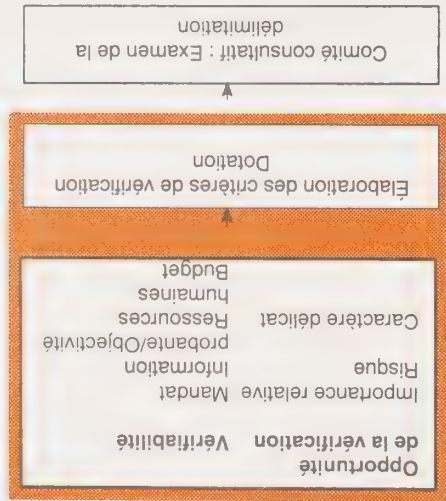 Opportunité
de la vérification Vérifiabilité
Importance relative Mandat
Risque Information
probante/Objectivité
Caractère délicat Ressources
humaines
Budget
Élaboration des critères de vérification
Dotation
Comité consultatif : Examen de la
délimitation